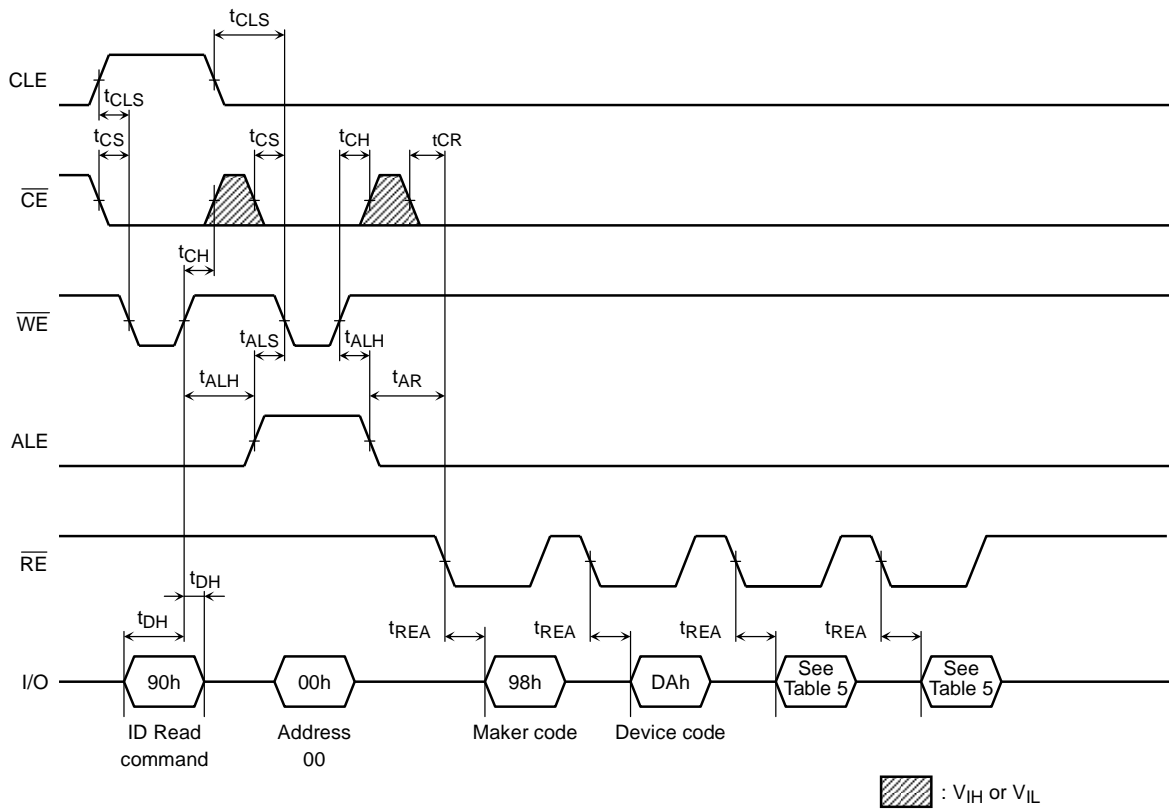 tCLS
CLE
tCLS
tCS
tCS
tCH
tCR
CE
tCH
WE
tALS
tALH
tALH
tAR
ALE
RE
tDH
tDH
tREA
tREA
tREA
tREA
I/O
90h
00h
98h
DAh
See
Table 5
See
Table 5
ID Read
command
Address
00
Maker code
Device code
: VIH or VIL